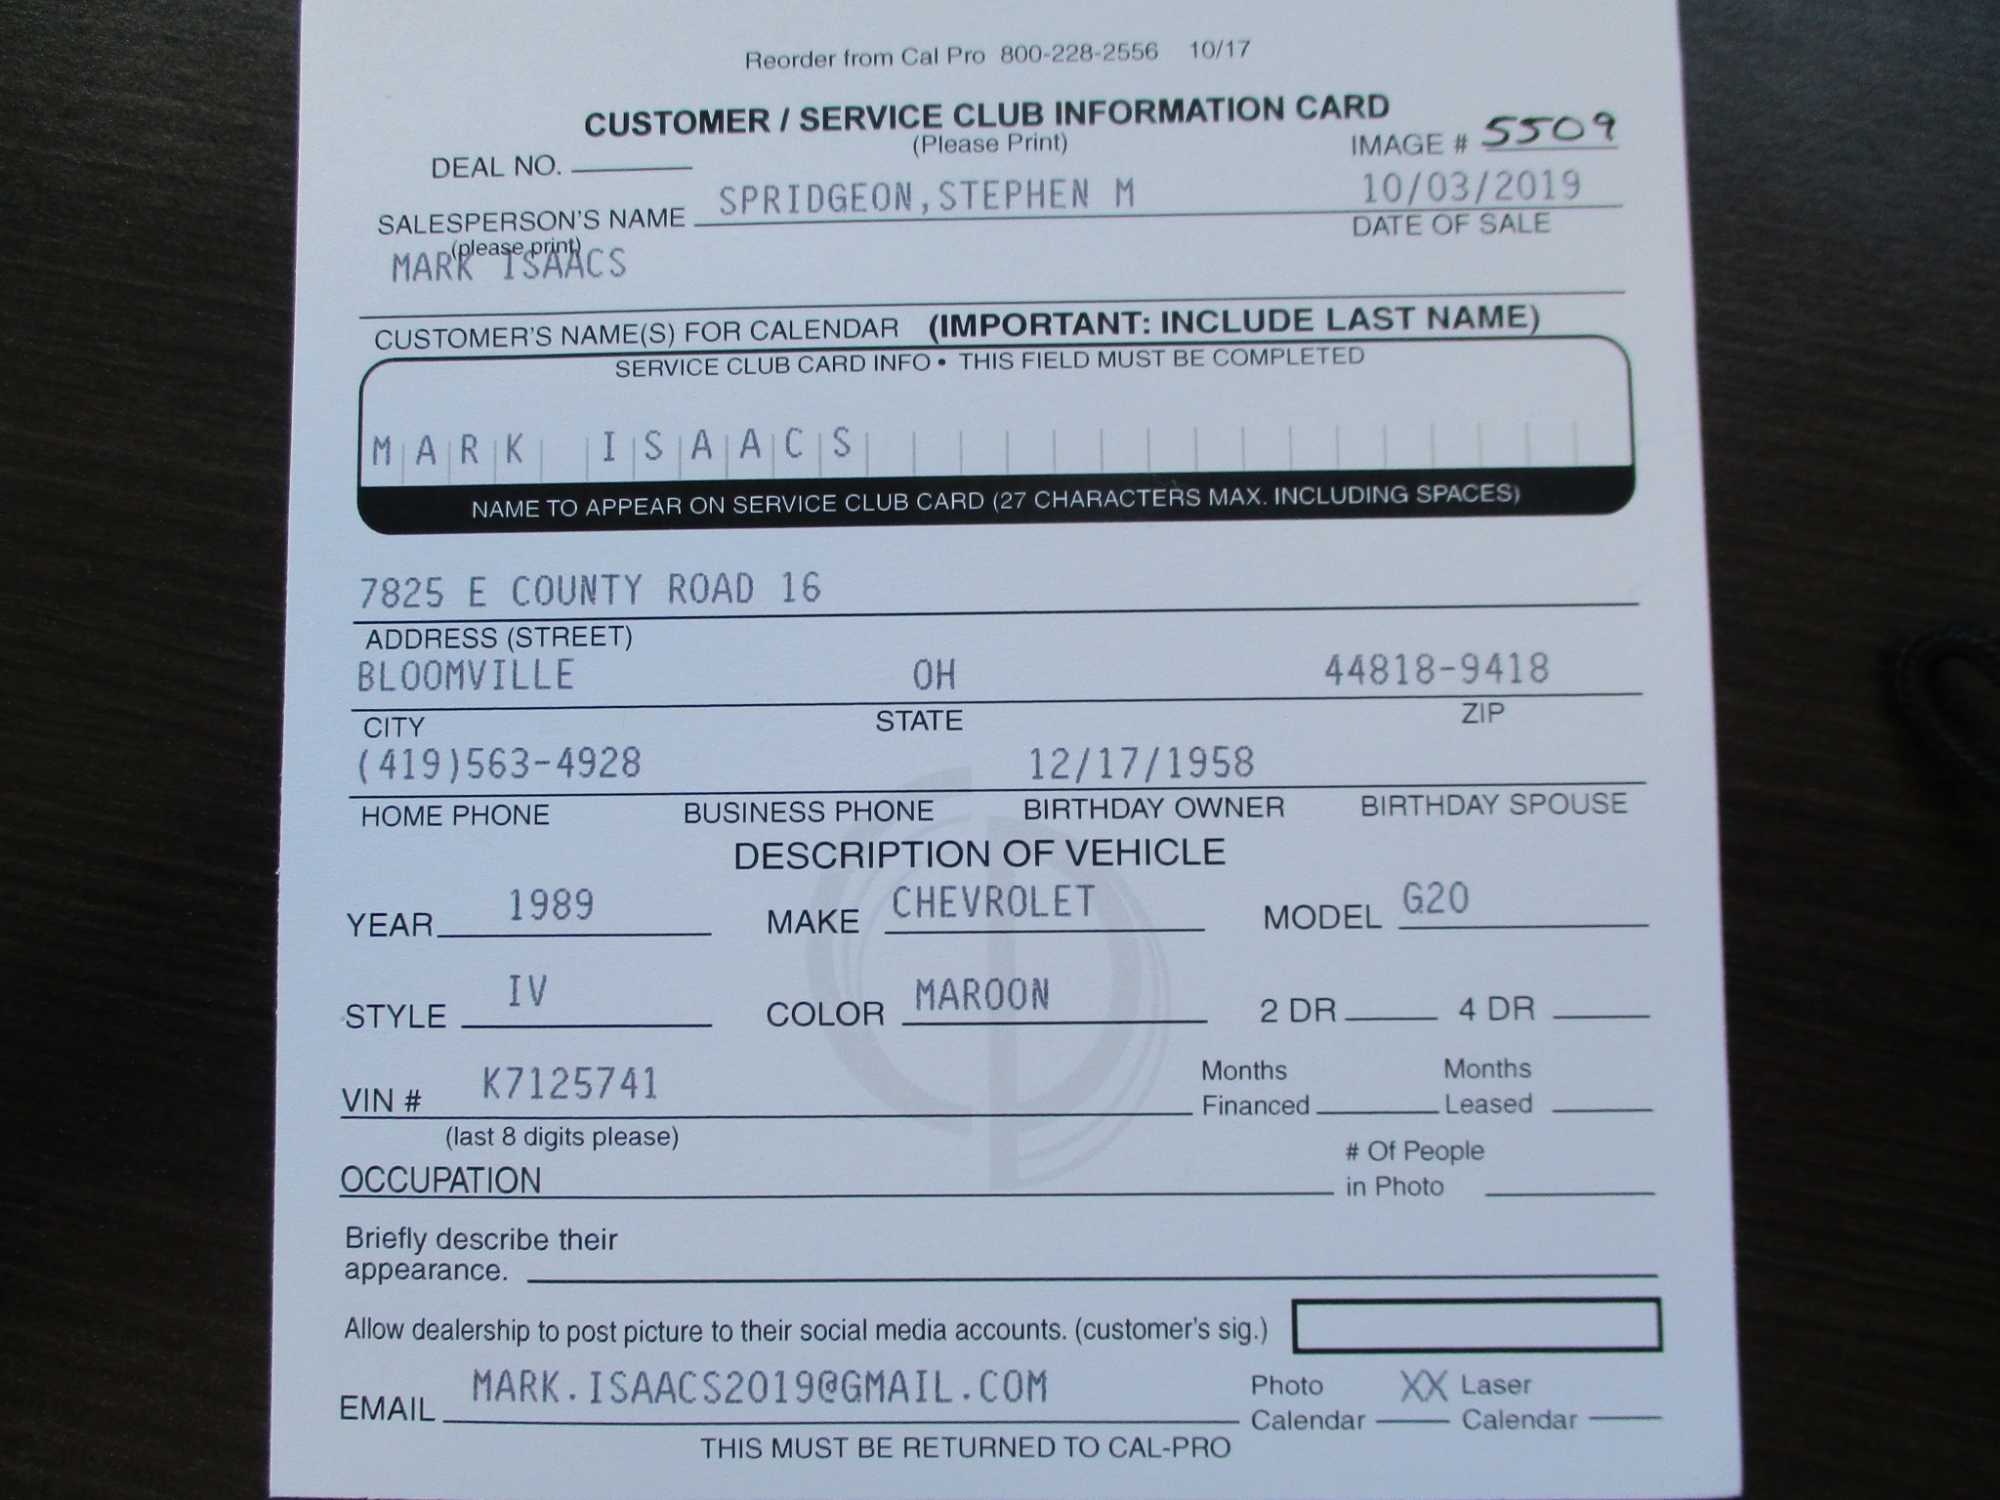 Reorder from Cal Pro 800-228-2556 10/17
CUSTOMER / SERVICE CLUB INFORMATION CARD
(Please Print)
IMAGE # 5509
DEAL NO.
SALESPERSON'S NAME SPRIDGEON,STEPHEN M 10/03/2019
(please print) DATE OF SALE
MARK ISAACS
CUSTOMER'S NAME(S) FOR CALENDAR (IMPORTANT: INCLUDE LAST NAME)
SERVICE CLUB CARD INFO • THIS FIELD MUST BE COMPLETED
MARK ISAACS
NAME TO APPEAR ON SERVICE CLUB CARD (27 CHARACTERS MAX. INCLUDING SPACES)
7825 E COUNTY ROAD 16
ADDRESS (STREET)
BLOOMVILLE OH 44818-9418
CITY STATE ZIP
(419)563-4928 12/17/1958
HOME PHONE BUSINESS PHONE BIRTHDAY OWNER BIRTHDAY SPOUSE
DESCRIPTION OF VEHICLE
YEAR 1989 MAKE CHEVROLET MODEL G20
STYLE IV COLOR MAROON 2 DR 4 DR
VIN # K7125741 Months Financed Months Leased
(last 8 digits please)
OCCUPATION # Of People in Photo
Briefly describe their
appearance.
Allow dealership to post picture to their social media accounts. (customer's sig.)
EMAIL MARK.ISAACS2019@GMAIL.COM Photo Calendar XX Laser Calendar
THIS MUST BE RETURNED TO CAL-PRO